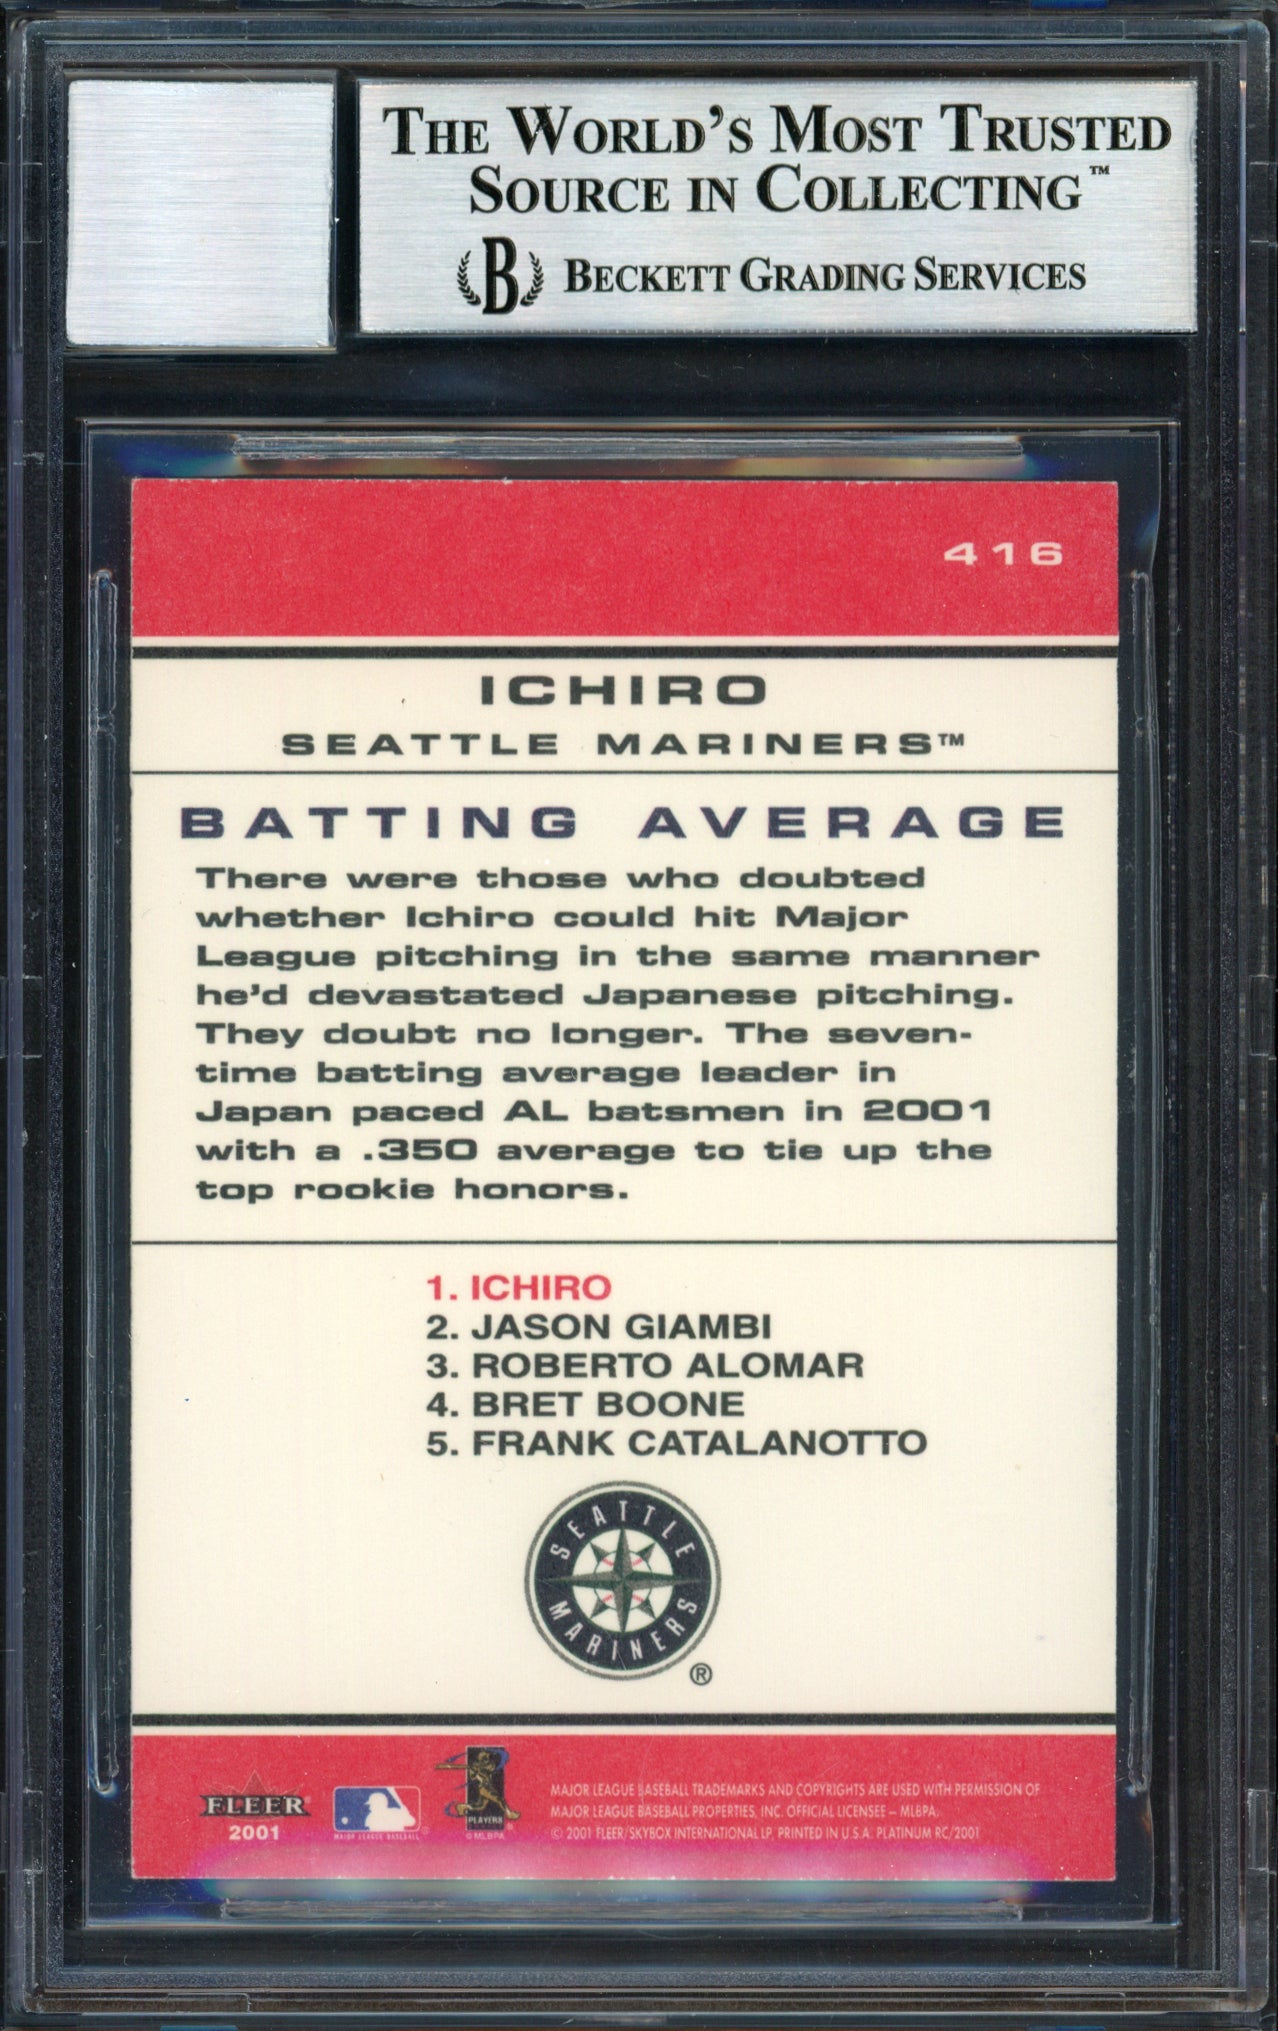 THE WORLD'S MOST TRUSTED
SOURCE IN COLLECTING™
B BECKETT GRADING SERVICES
416
ICHIRO
SEATTLE MARINERS™
BATTING AVERAGE
There were those who doubted
whether Ichiro could hit Major
League pitching in the same manner
he'd devastated Japanese pitching.
They doubt no longer. The seven-
time batting average leader in
Japan paced AL batsmen in 2001
with a .350 average to tie up the
top rookie honors.
1. ICHIRO
2. JASON GIAMBI
3. ROBERTO ALOMAR
4. BRET BOONE
5. FRANK CATALANOTTO
SEATTLE
MARINERS
®
FLEER
2001
MAJOR LEAGUE BASEBALL ®
PLAYERS ®
© MLBPA
MAJOR LEAGUE BASEBALL TRADEMARKS AND COPYRIGHTS ARE USED WITH PERMISSION OF
MAJOR LEAGUE BASEBALL PROPERTIES, INC. OFFICIAL LICENSEE – MLBPA.
© 2001 FLEER/SKYBOX INTERNATIONAL LP. PRINTED IN U.S.A. PLATINUM RC/2001